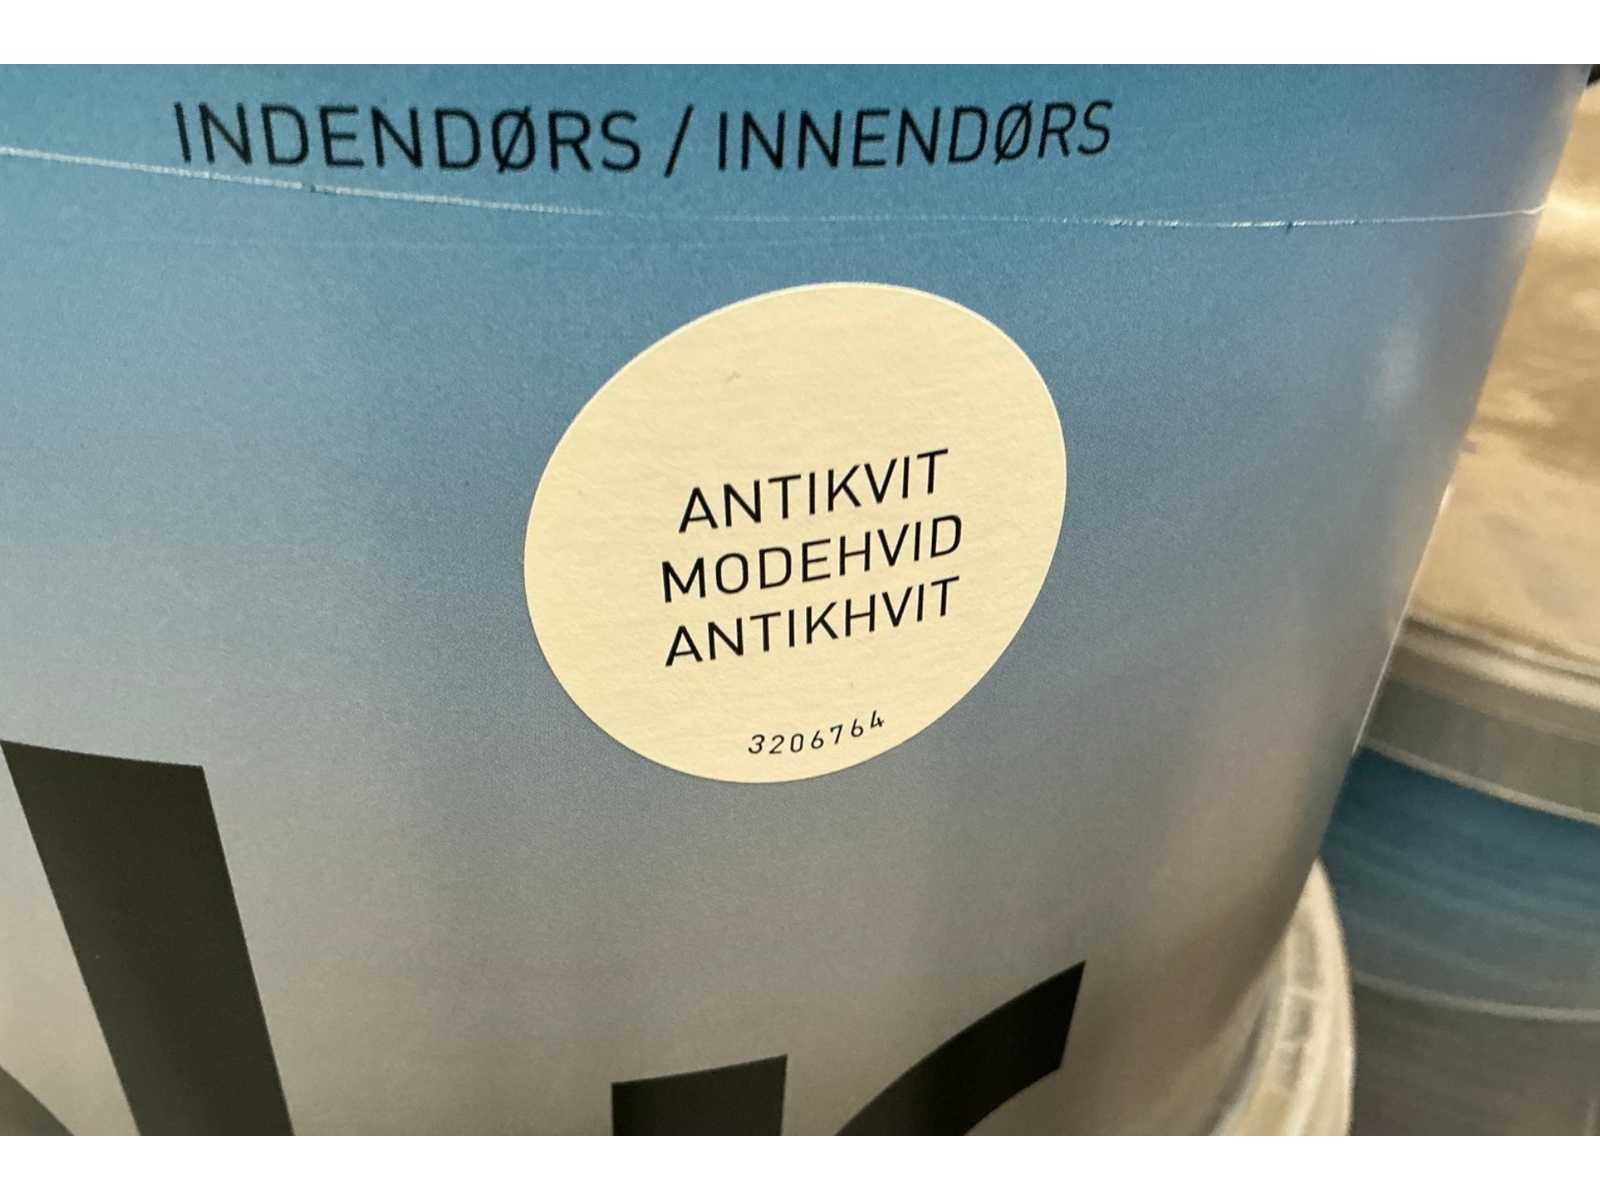 INDENDØRS / INNENDØRS
ANTIKVIT
MODEHVID
ANTIKHVIT
3206764